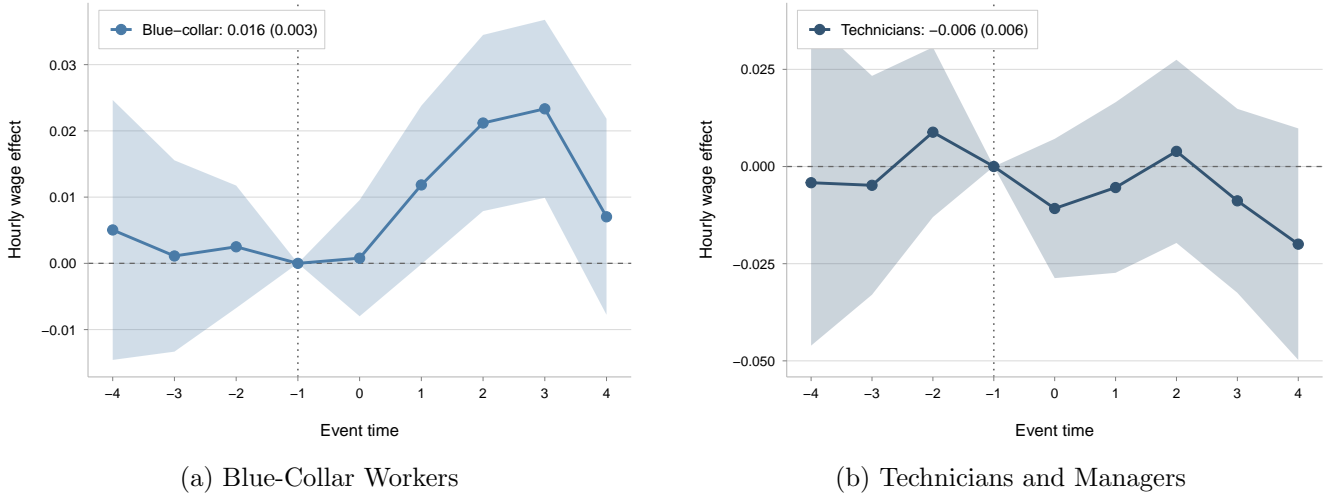 Blue−collar: 0.016 (0.003)
Hourly wage effect
0.03
0.02
0.01
0.00
−0.01
−4 −3 −2 −1 0 1 2 3 4
Event time
(a) Blue-Collar Workers
Technicians: −0.006 (0.006)
Hourly wage effect
0.025
0.000
−0.025
−0.050
−4 −3 −2 −1 0 1 2 3 4
Event time
(b) Technicians and Managers